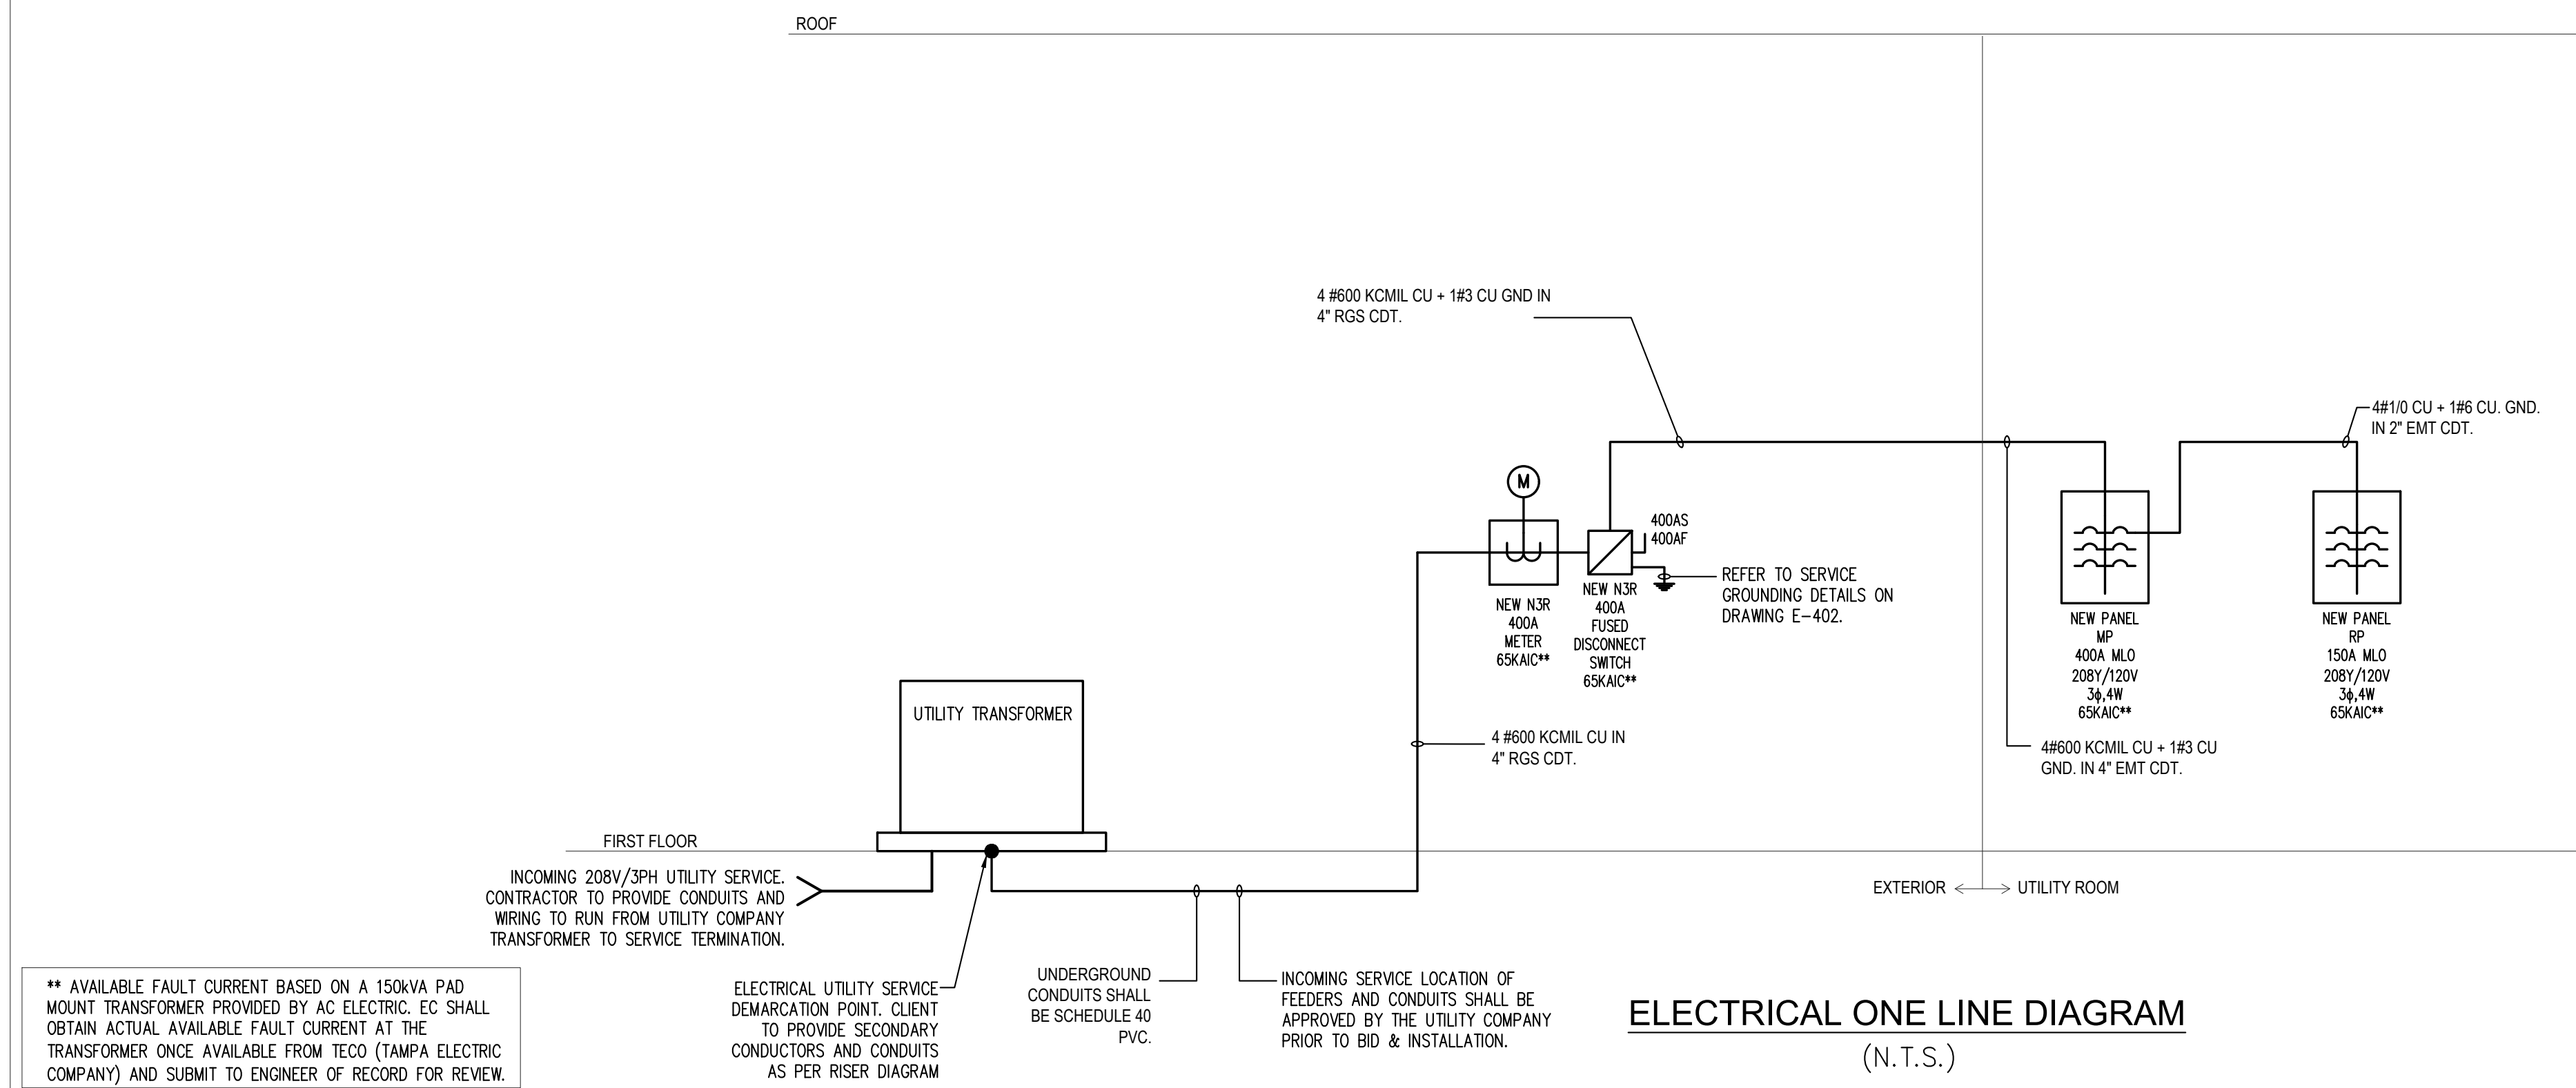 ROOF
4 #600 KCMIL CU + 1#3 CU GND IN
4" RGS CDT.
4#1/0 CU + 1#6 CU. GND.
IN 2" EMT CDT.
M
400AS
400AF
REFER TO SERVICE
GROUNDING DETAILS ON
DRAWING E-402.
NEW N3R
400A
METER
65KAIC**
NEW N3R
400A
FUSED
DISCONNECT
SWITCH
65KAIC**
NEW PANEL
MP
400A MLO
208Y/120V
3ϕ,4W
65KAIC**
NEW PANEL
RP
150A MLO
208Y/120V
3ϕ,4W
65KAIC**
UTILITY TRANSFORMER
4 #600 KCMIL CU IN
4" RGS CDT.
4#600 KCMIL CU + 1#3 CU
GND. IN 4" EMT CDT.
FIRST FLOOR
INCOMING 208V/3PH UTILITY SERVICE.
CONTRACTOR TO PROVIDE CONDUITS AND
WIRING TO RUN FROM UTILITY COMPANY
TRANSFORMER TO SERVICE TERMINATION.
EXTERIOR
UTILITY ROOM
** AVAILABLE FAULT CURRENT BASED ON A 150kVA PAD
MOUNT TRANSFORMER PROVIDED BY AC ELECTRIC. EC SHALL
OBTAIN ACTUAL AVAILABLE FAULT CURRENT AT THE
TRANSFORMER ONCE AVAILABLE FROM TECO (TAMPA ELECTRIC
COMPANY) AND SUBMIT TO ENGINEER OF RECORD FOR REVIEW.
ELECTRICAL UTILITY SERVICE
DEMARCATION POINT. CLIENT
TO PROVIDE SECONDARY
CONDUCTORS AND CONDUITS
AS PER RISER DIAGRAM
UNDERGROUND
CONDUITS SHALL
BE SCHEDULE 40
PVC.
INCOMING SERVICE LOCATION OF
FEEDERS AND CONDUITS SHALL BE
APPROVED BY THE UTILITY COMPANY
PRIOR TO BID & INSTALLATION.
ELECTRICAL ONE LINE DIAGRAM
(N.T.S.)